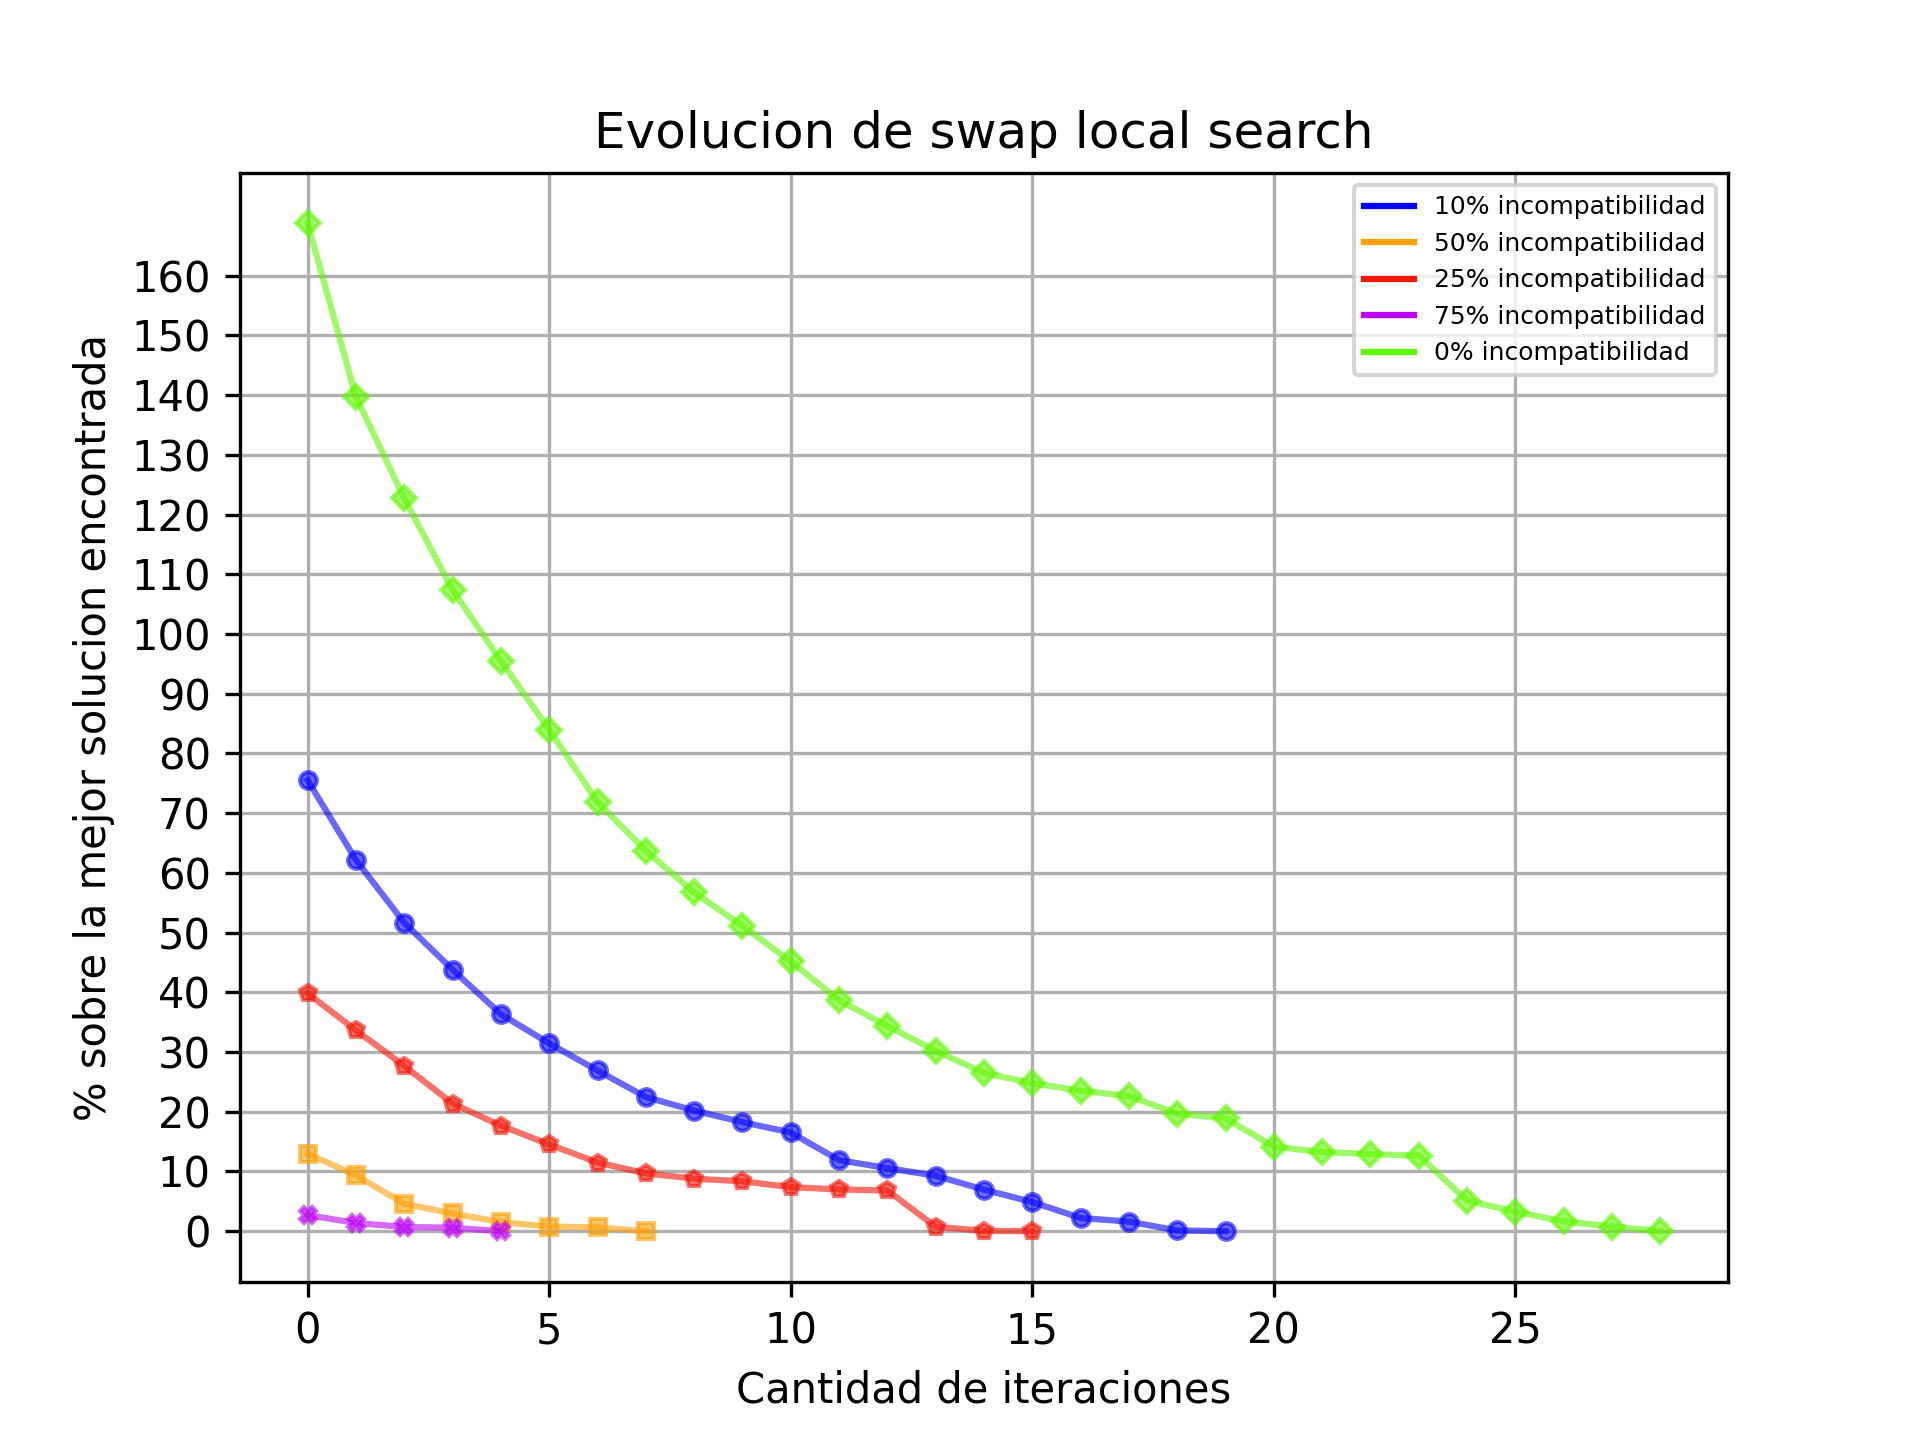 Evolucion de swap local search
10% incompatibilidad
50% incompatibilidad
25% incompatibilidad
75% incompatibilidad
0% incompatibilidad
% sobre la mejor solucion encontrada
160
150
140
130
120
110
100
90
80
70
60
50
40
30
20
10
0
0 5 10 15 20 25
Cantidad de iteraciones